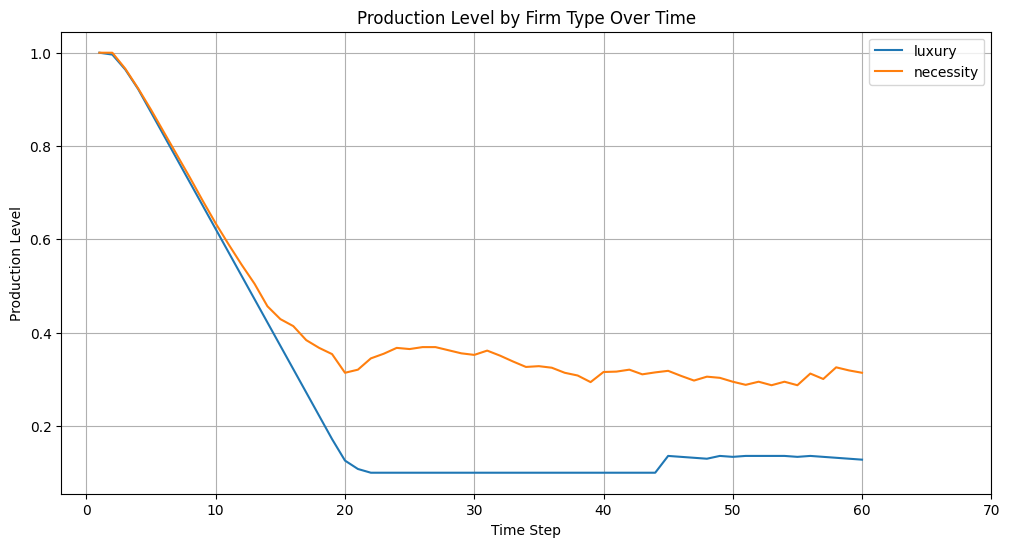 Production Level by Firm Type Over Time
luxury
necessity
Production Level
1.0
0.8
0.6
0.4
0.2
0 10 20 30 40 50 60 70
Time Step